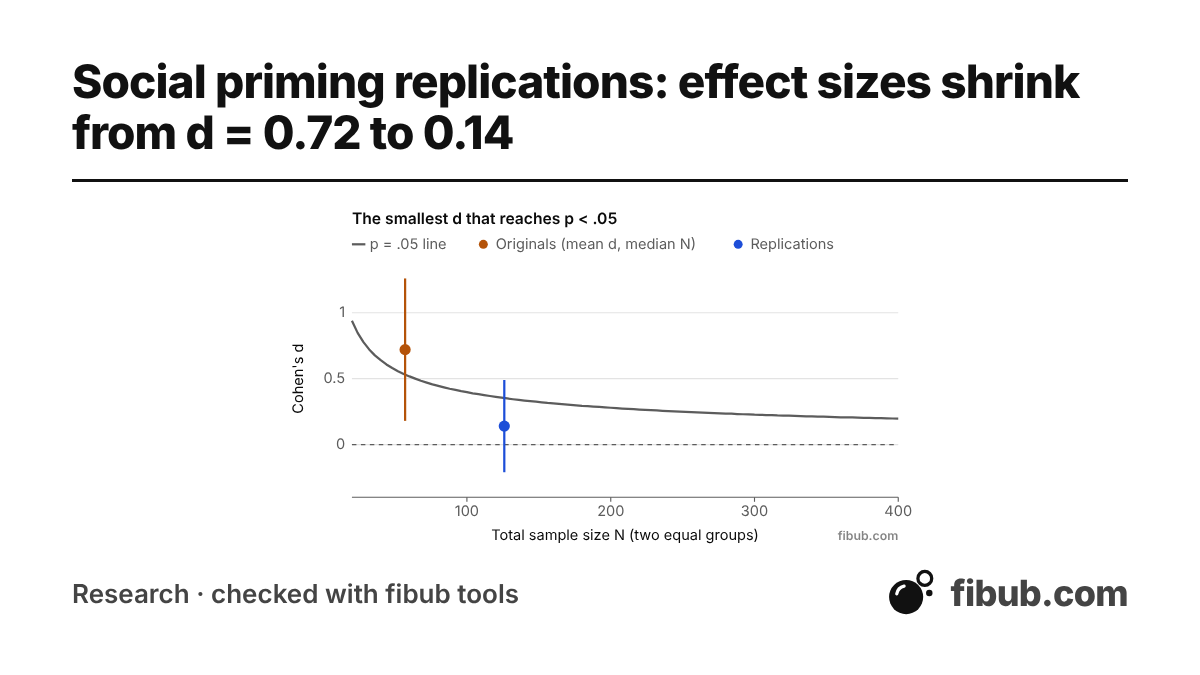 Social priming replications: effect sizes shrink
from d = 0.72 to 0.14
The smallest d that reaches p < .05
p = .05 line
Originals (mean d, median N)
Replications
Cohen's d
1
0.5
0
100
200
300
400
Total sample size N (two equal groups)
fibub.com
Research · checked with fibub tools
fibub.com